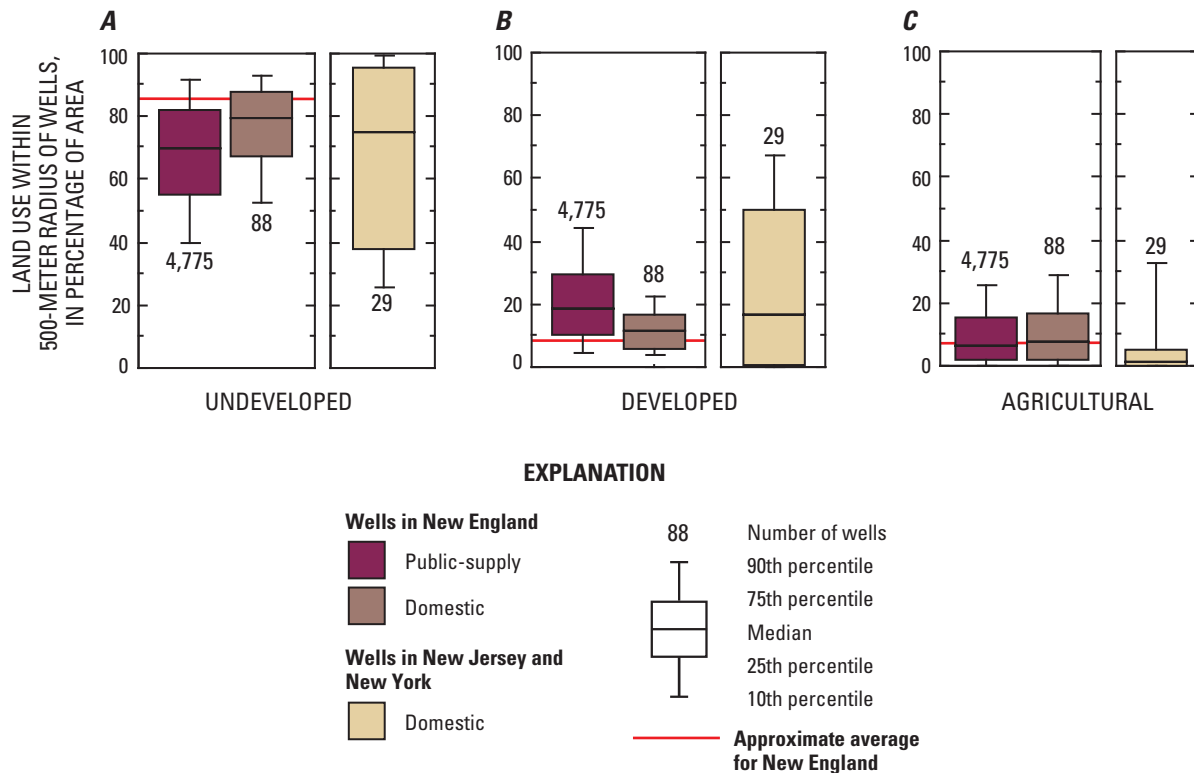 A
B
C
LAND USE WITHIN
500-METER RADIUS OF WELLS,
IN PERCENTAGE OF AREA
100
80
60
40
20
0
4,775
88
29
UNDEVELOPED
100
80
60
40
20
0
4,775
88
29
DEVELOPED
100
80
60
40
20
0
4,775
88
29
AGRICULTURAL
EXPLANATION
Wells in New England
Public-supply
Domestic
Wells in New Jersey and
New York
Domestic
88 Number of wells
90th percentile
75th percentile
Median
25th percentile
10th percentile
Approximate average
for New England